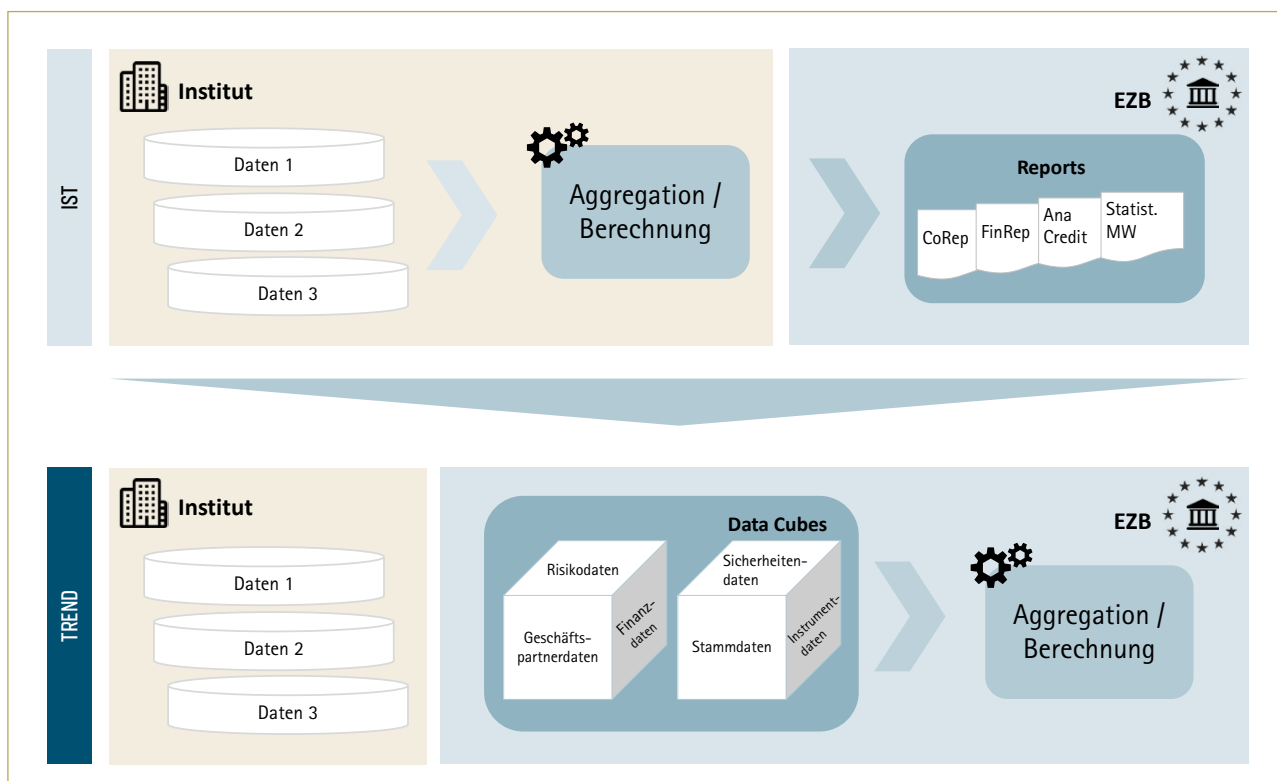 IST
Institut
Daten 1
Daten 2
Daten 3
Aggregation /
Berechnung
EZB
Reports
CoRep
FinRep
Ana
Credit
Statist.
MW
TREND
Institut
Daten 1
Daten 2
Daten 3
Data Cubes
Risikodaten
Geschäfts-
partnerdaten
Finanz-
daten
Sicherheiten-
daten
Stammdaten
Instrument-
daten
EZB
Aggregation /
Berechnung